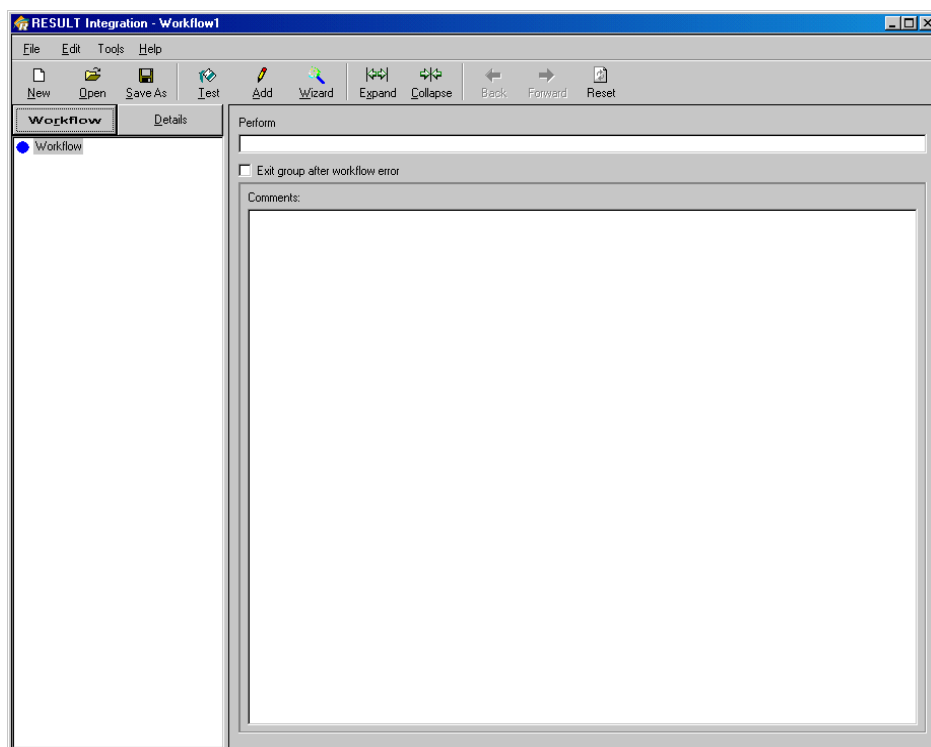 RESULT Integration - Workflow1
File Edit Tools Help
New Open Save As Test Add Wizard Expand Collapse Back Forward Reset
Workflow Details
Workflow
Perform
Exit group after workflow error
Comments: